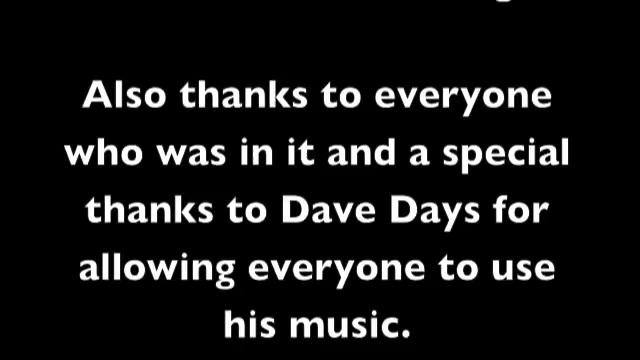 Also thanks to everyone
who was in it and a special
thanks to Dave Days for
allowing everyone to use
his music.